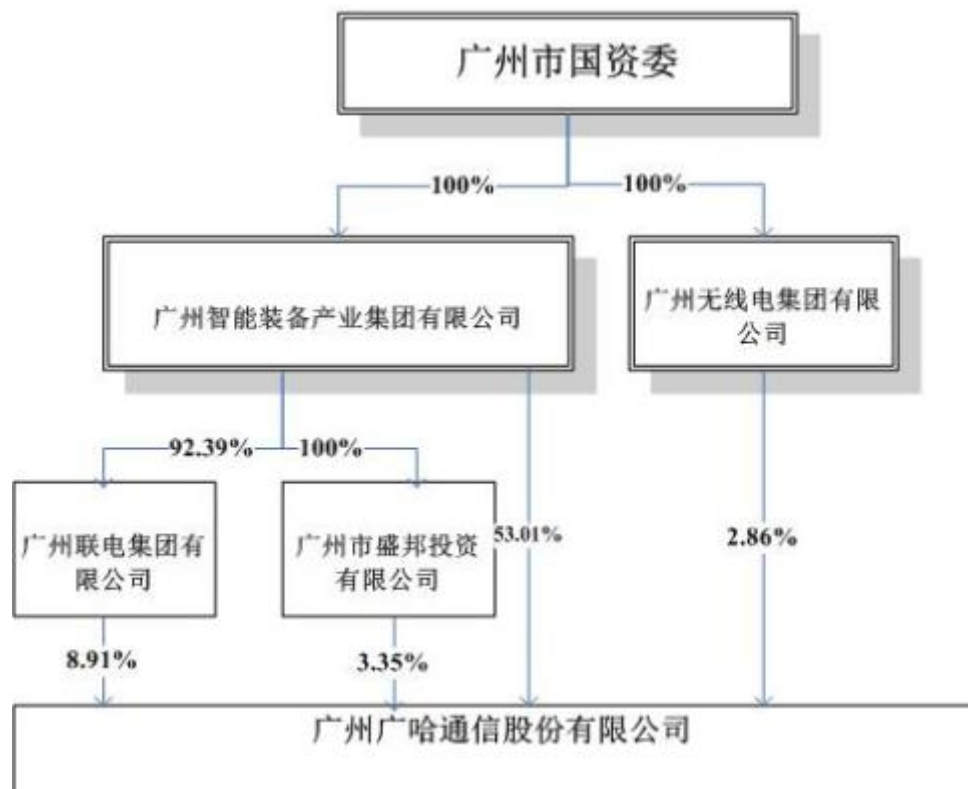 广州市国资委
100%
100%
广州智能装备产业集团有限公司
广州无线电集团有限
公司
92.39%
100%
广州联电集团有
限公司
广州市盛邦投资
有限公司
53.01%
2.86%
8.91%
3.35%
广州广哈通信股份有限公司